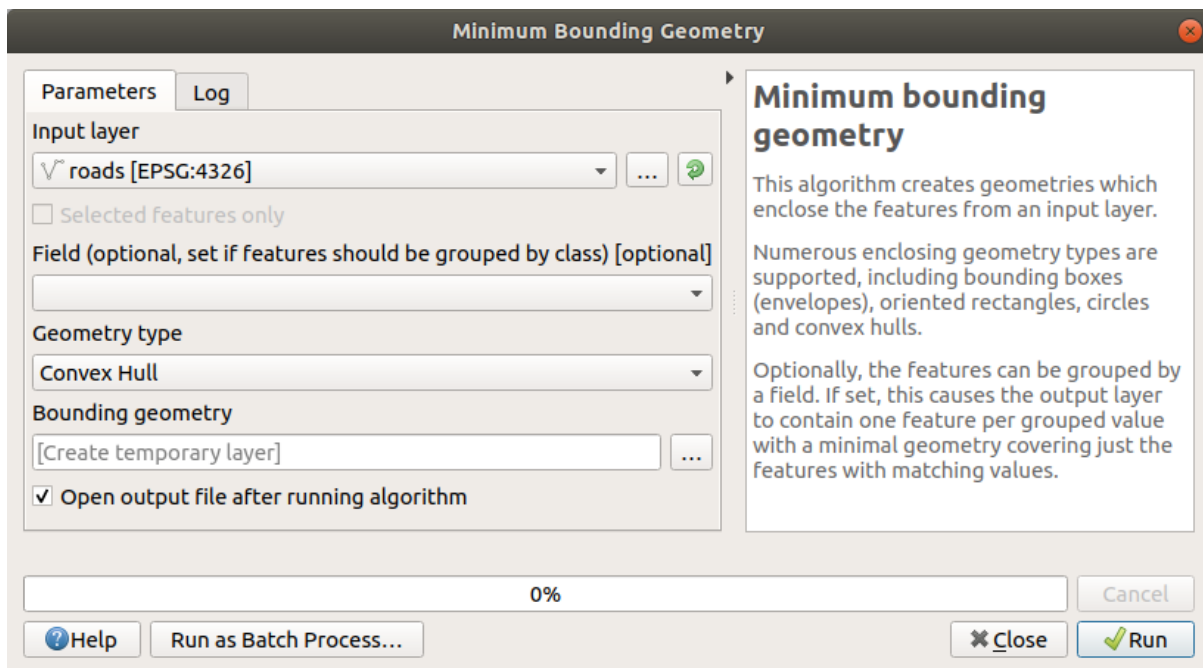 Minimum Bounding Geometry
Parameters
Log
Input layer
roads [EPSG:4326]
...
Selected features only
Field (optional, set if features should be grouped by class) [optional]
Geometry type
Convex Hull
Bounding geometry
[Create temporary layer]
...
Open output file after running algorithm
Minimum bounding
geometry
This algorithm creates geometries which
enclose the features from an input layer.
Numerous enclosing geometry types are
supported, including bounding boxes
(envelopes), oriented rectangles, circles
and convex hulls.
Optionally, the features can be grouped by
a field. If set, this causes the output layer
to contain one feature per grouped value
with a minimal geometry covering just the
features with matching values.
0%
Cancel
Help
Run as Batch Process...
Close
Run